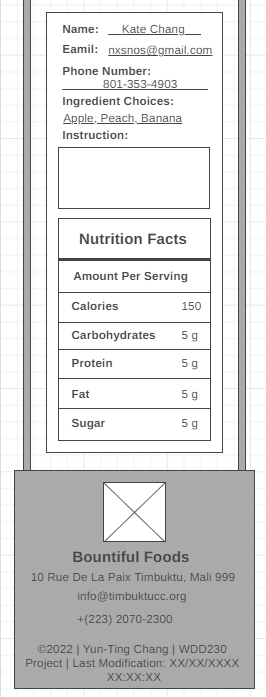 Name: Kate Chang
Eamil: nxsnos@gmail.com
Phone Number:
801-353-4903
Ingredient Choices:
Apple, Peach, Banana
Instruction:
Nutrition Facts
Amount Per Serving
Calories 150
Carbohydrates 5 g
Protein 5 g
Fat 5 g
Sugar 5 g
Bountiful Foods
10 Rue De La Paix Timbuktu, Mali 999
info@timbuktucc.org
+(223) 2070-2300
©2022 | Yun-Ting Chang | WDD230
Project | Last Modification: XX/XX/XXXX
XX:XX:XX